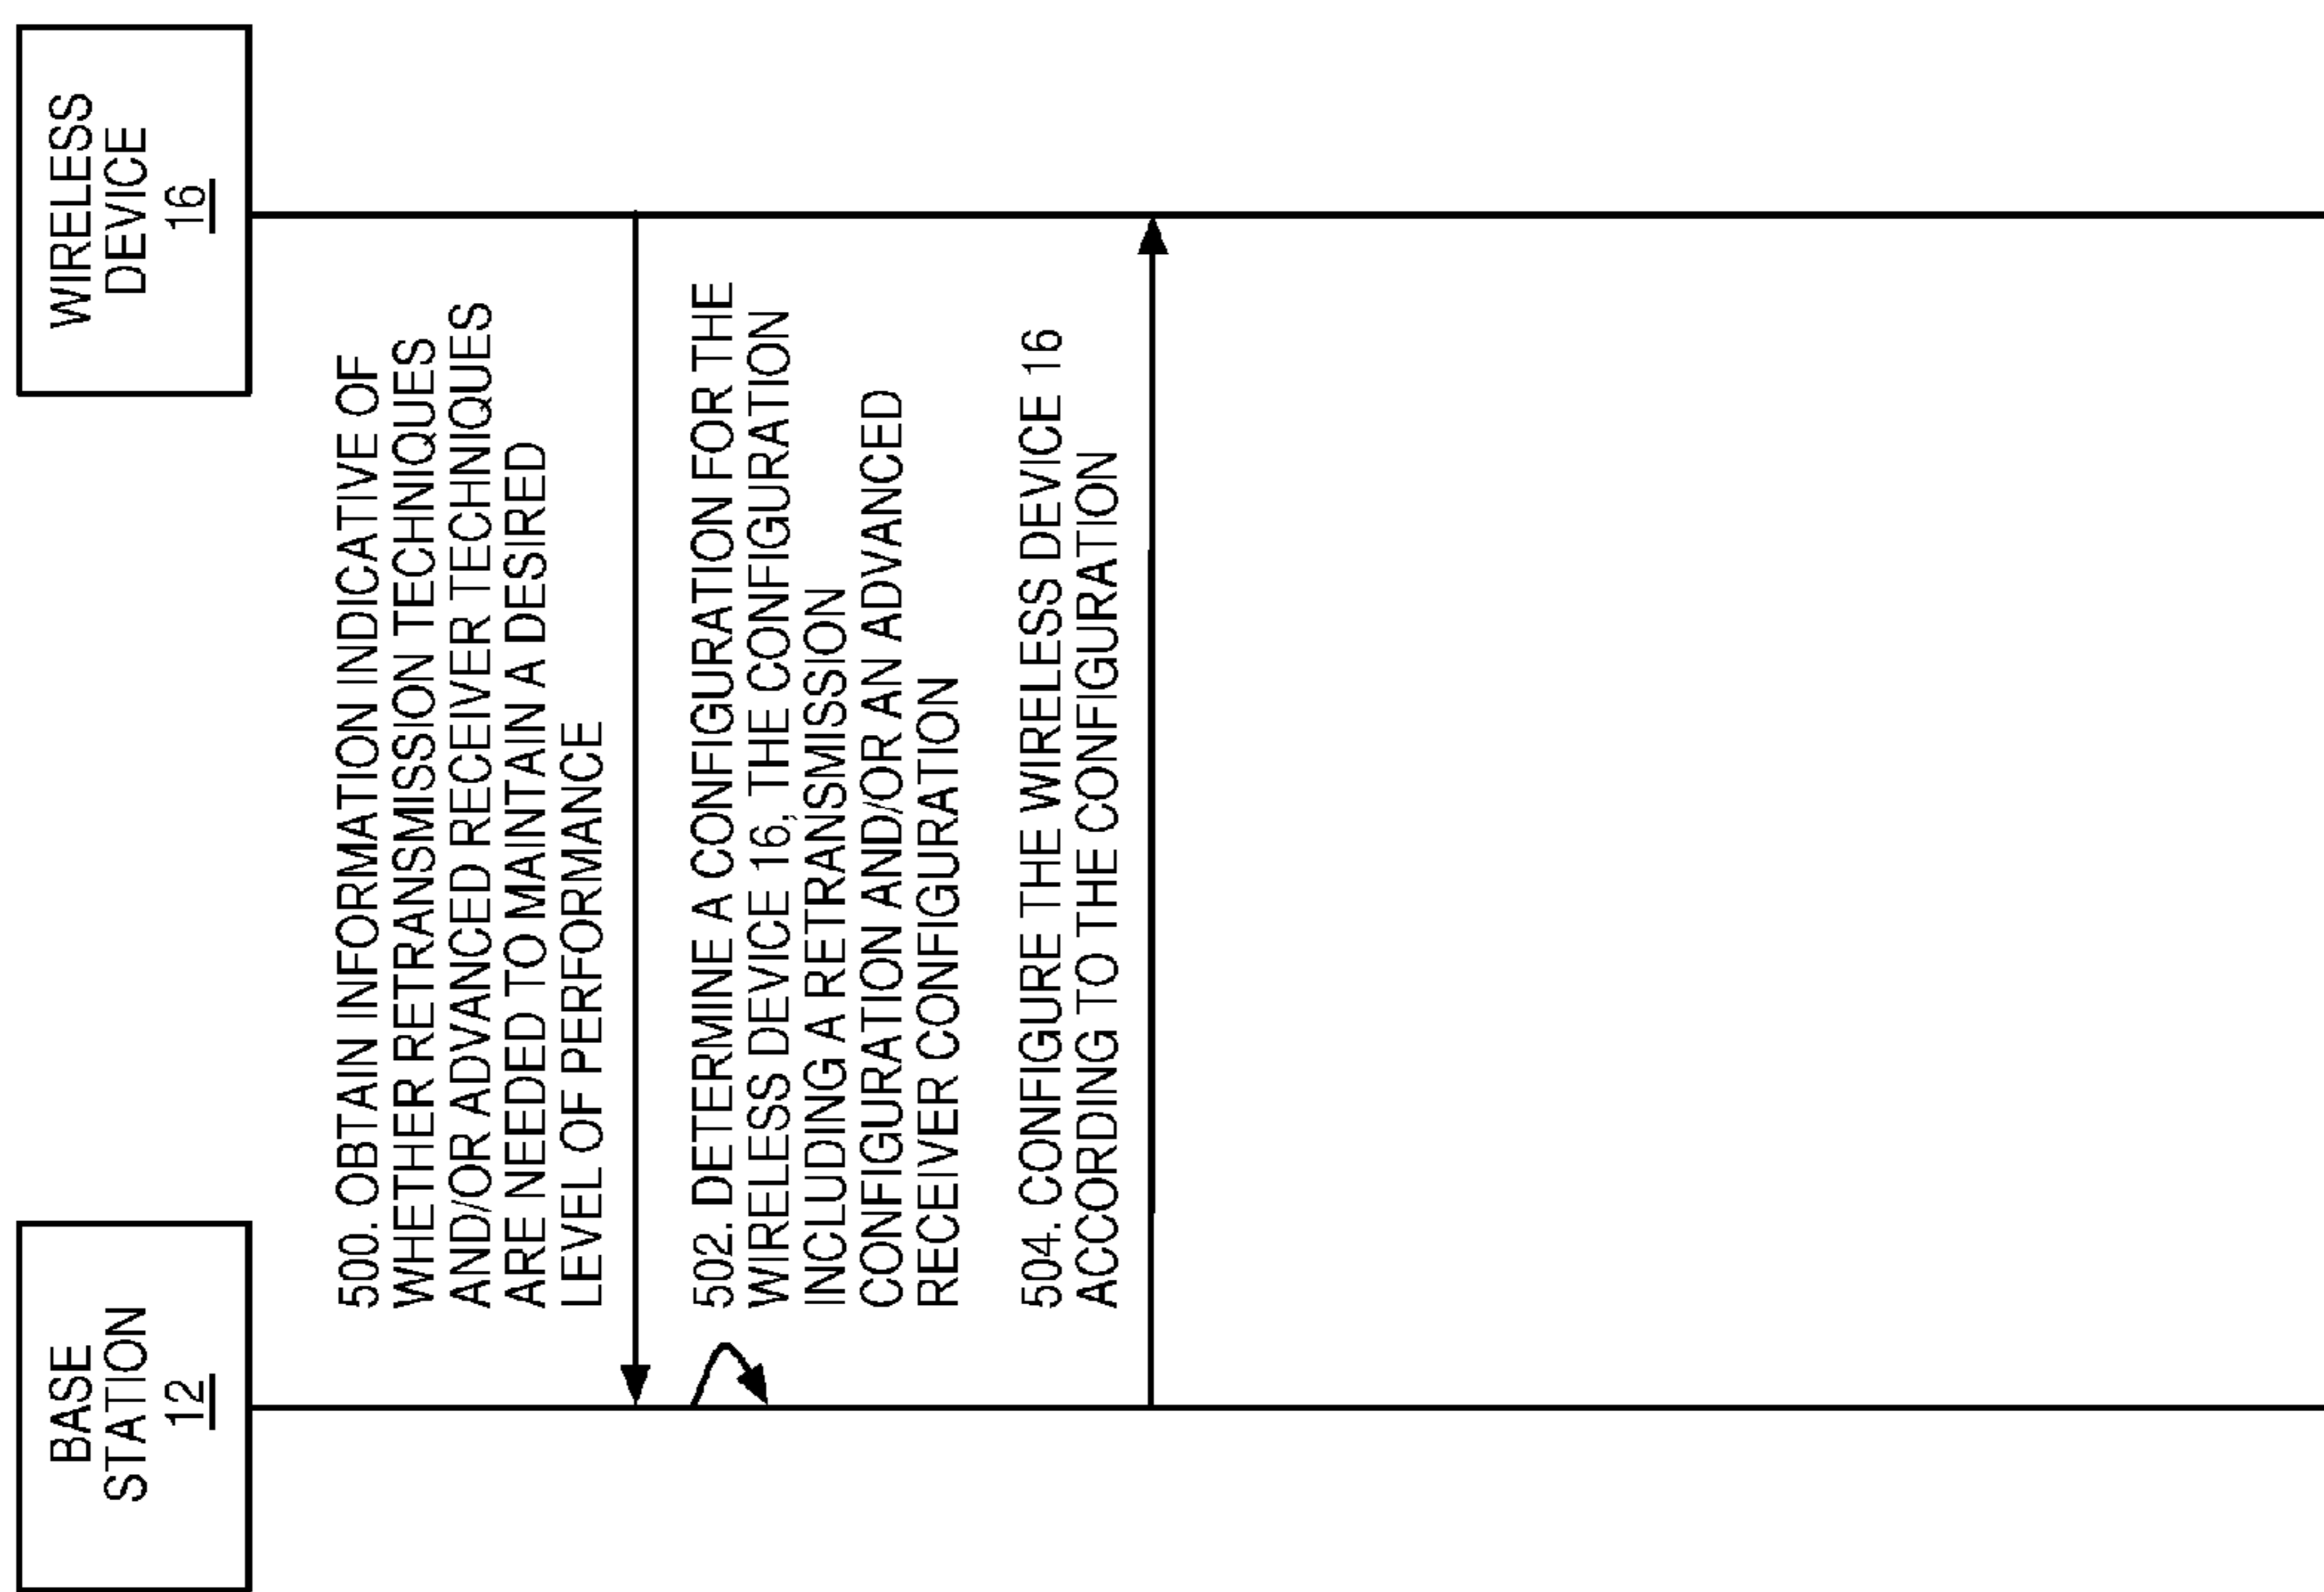 BASE
STATION
12
WIRELESS
DEVICE
16
500. OBTAIN INFORMATION INDICATIVE OF
WHETHER RETRANSMISSION TECHNIQUES
AND/OR ADVANCED RECEIVER TECHNIQUES
ARE NEEDED TO MAINTAIN A DESIRED
LEVEL OF PERFORMANCE
502. DETERMINE A CONFIGURATION FOR THE
WIRELESS DEVICE 16, THE CONFIGURATION
INCLUDING A RETRANSMISSION
CONFIGURATION AND/OR AN ADVANCED
RECEIVER CONFIGURATION
504. CONFIGURE THE WIRELESS DEVICE 16
ACCORDING TO THE CONFIGURATION